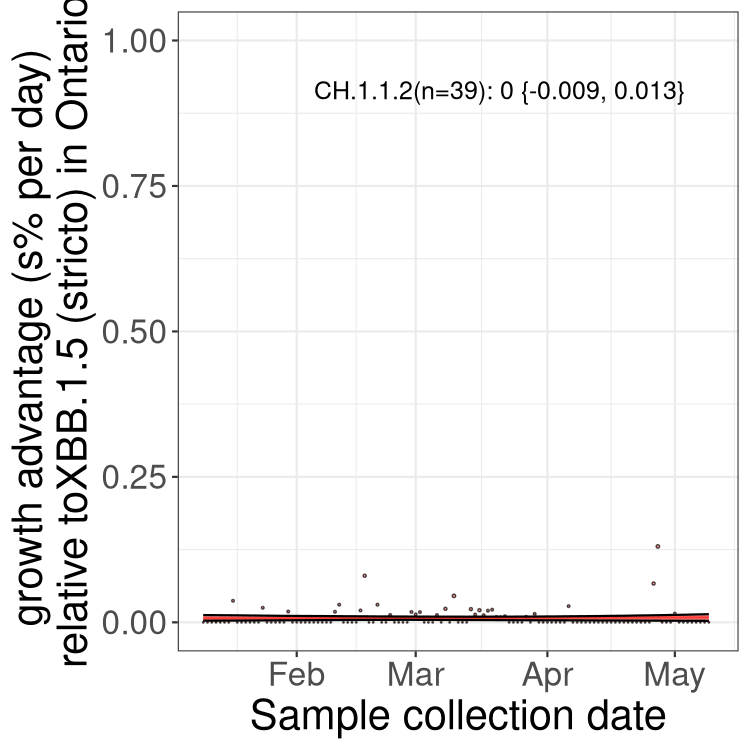 growth advantage (s% per day)
relative toXBB.1.5 (stricto) in Ontario
1.00
0.75
0.50
0.25
0.00
CH.1.1.2(n=39): 0 {-0.009, 0.013}
Feb Mar Apr May
Sample collection date